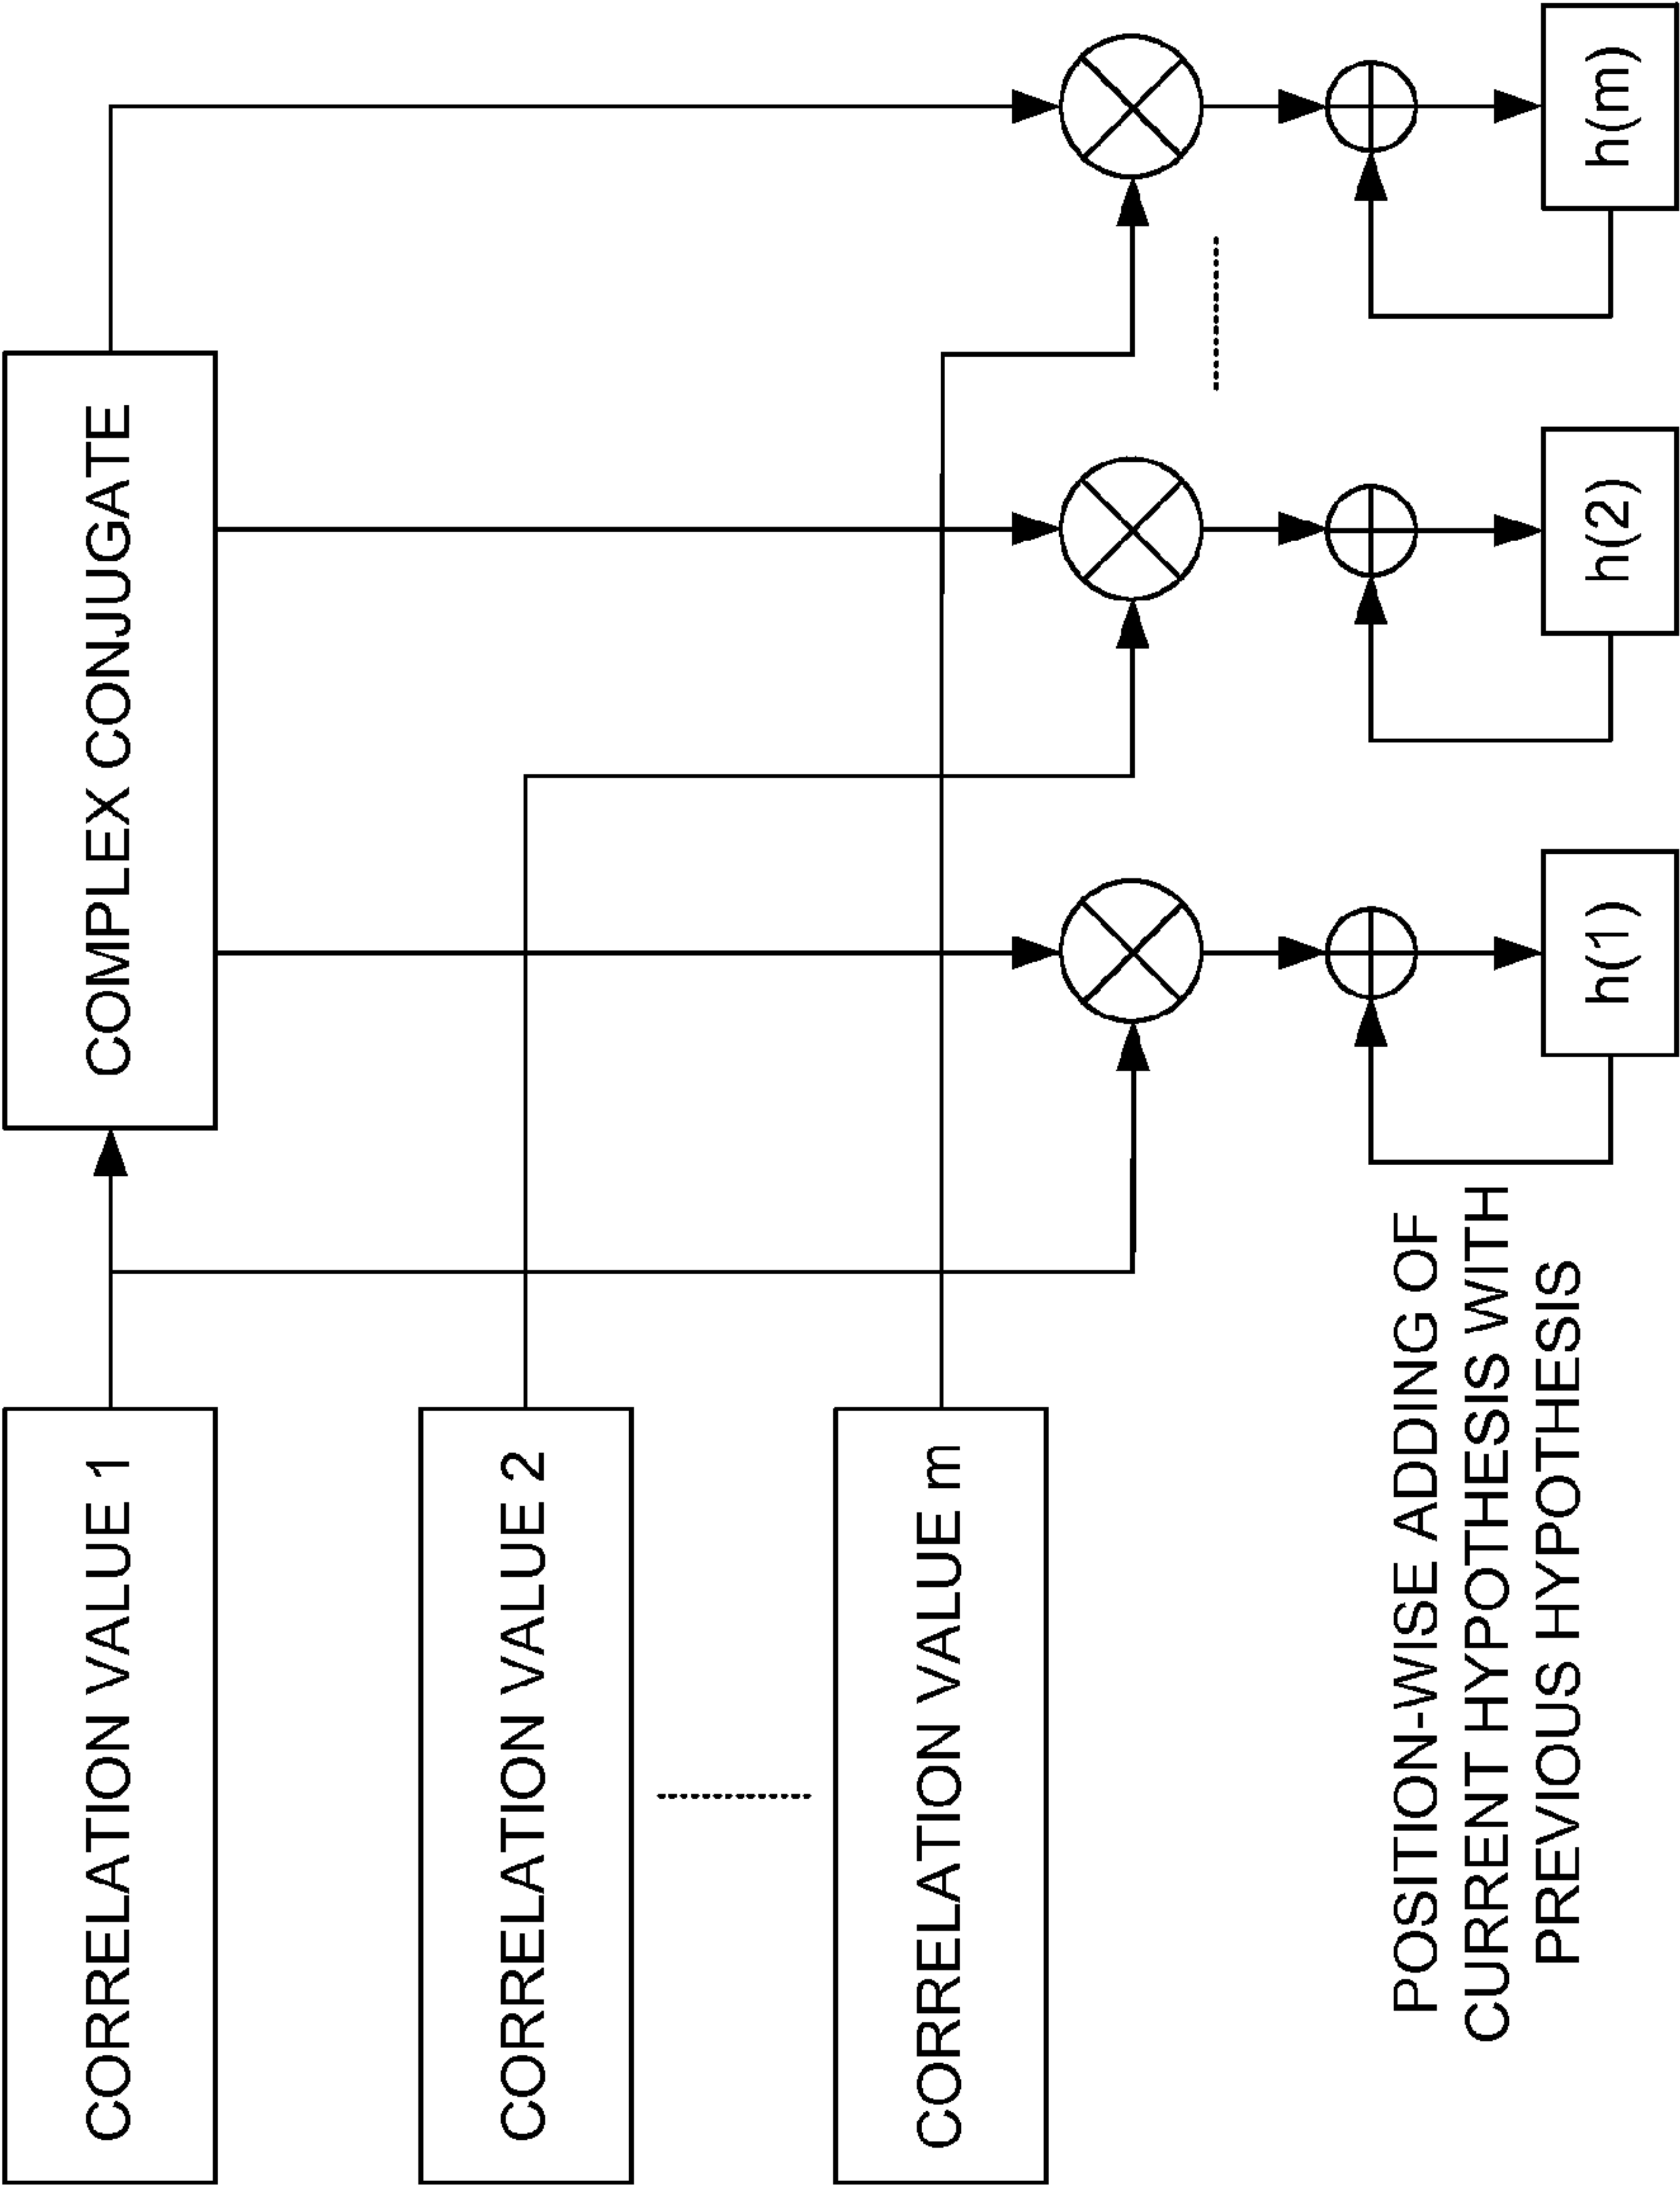 CORRELATION VALUE 1
COMPLEX CONJUGATE
CORRELATION VALUE 2
CORRELATION VALUE m
POSITION-WISE ADDING OF
CURRENT HYPOTHESIS WITH
PREVIOUS HYPOTHESIS
h(1)
h(2)
h(m)